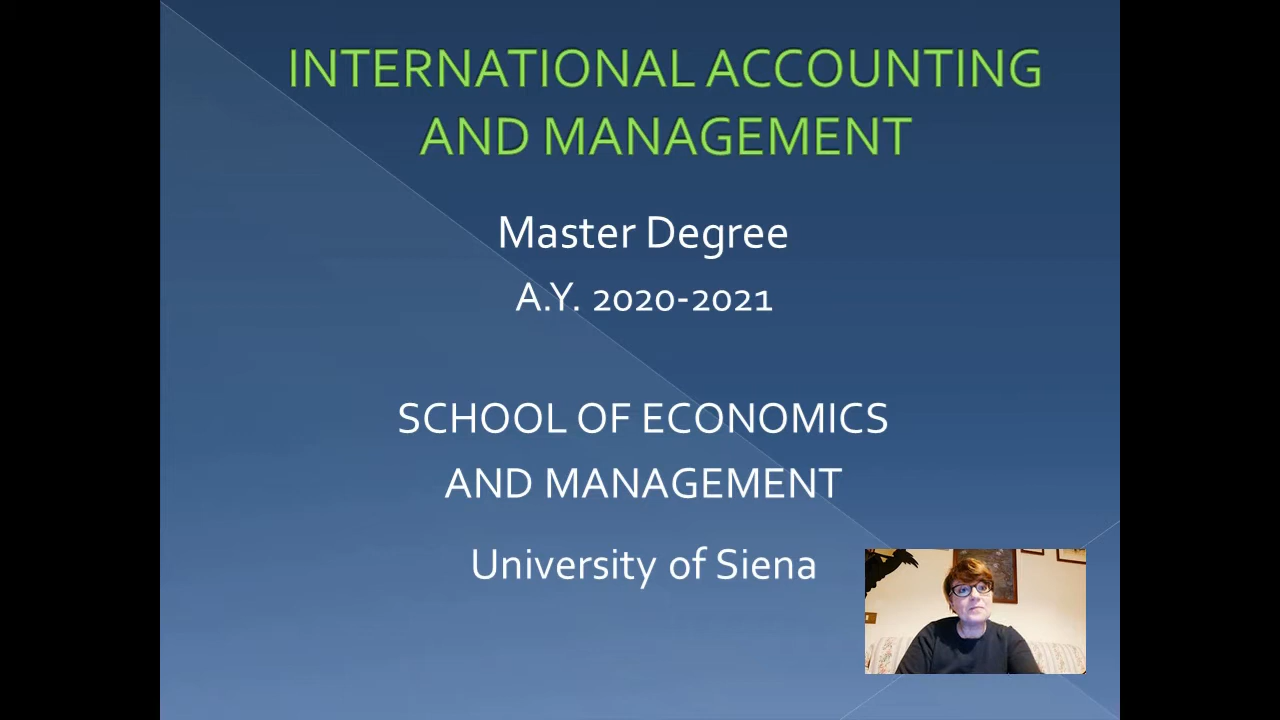 INTERNATIONAL ACCOUNTING
AND MANAGEMENT
Master Degree
A.Y. 2020-2021
SCHOOL OF ECONOMICS
AND MANAGEMENT
University of Siena